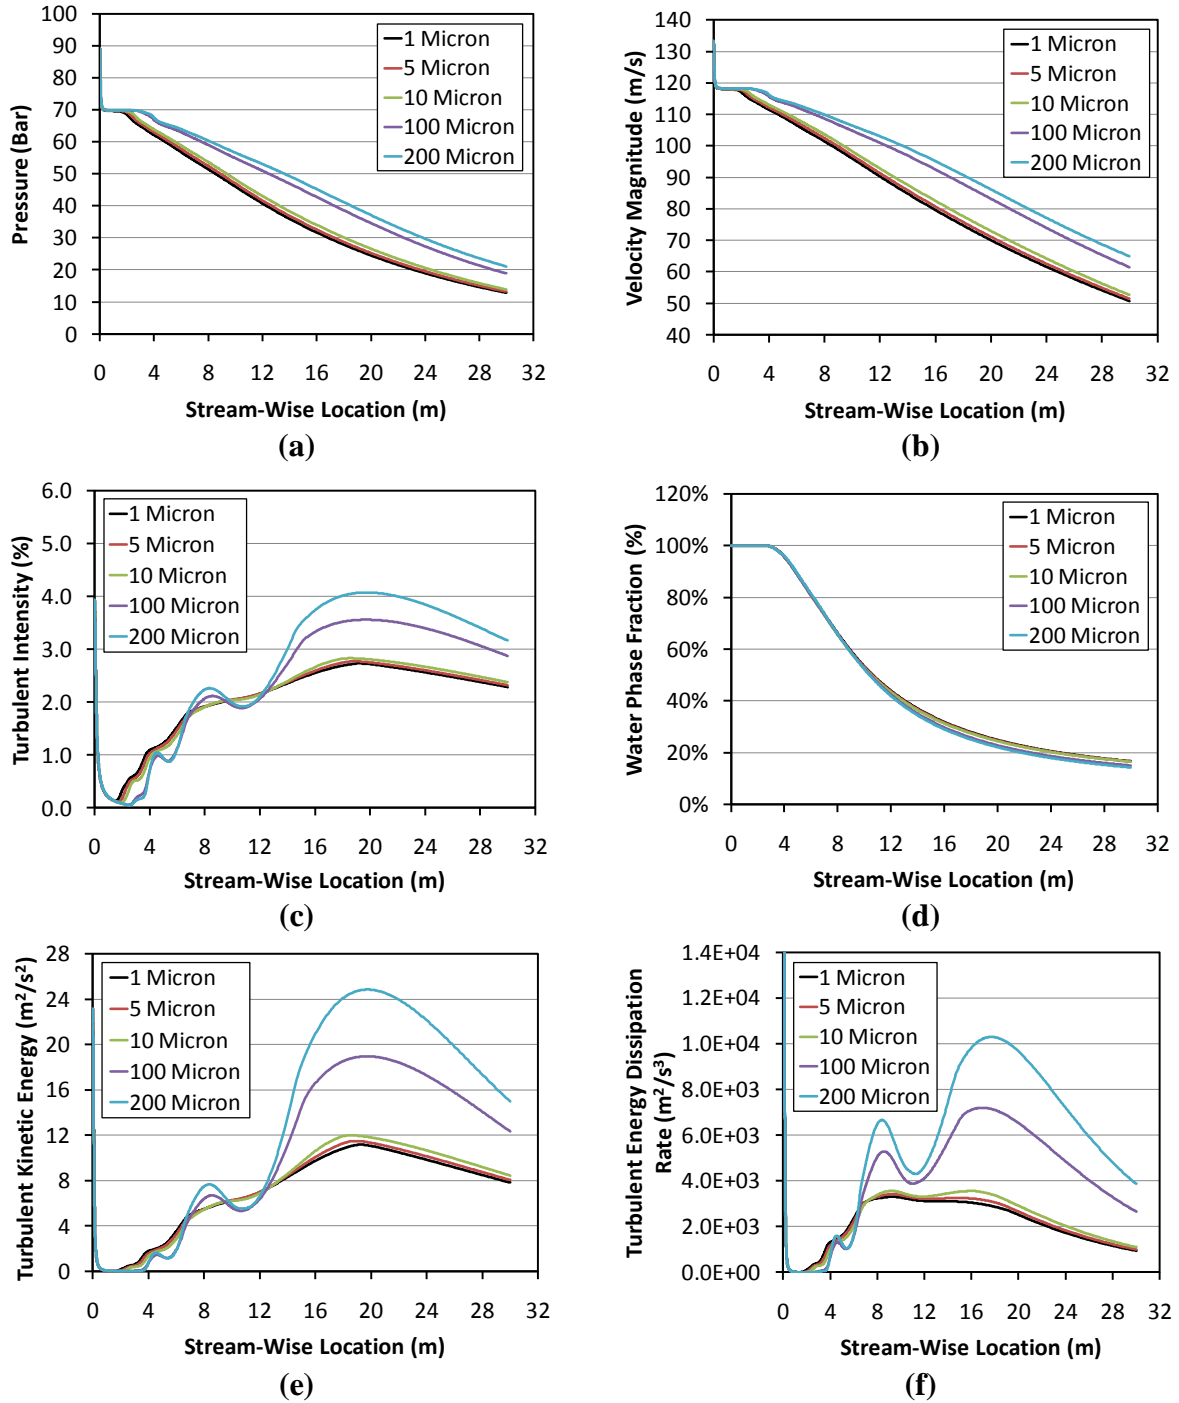 100
90
80
70
60
50
40
30
20
10
0
Pressure (Bar)
1 Micron
5 Micron
10 Micron
100 Micron
200 Micron
0 4 8 12 16 20 24 28 32
Stream-Wise Location (m)
(a)
140
130
120
110
100
90
80
70
60
50
40
Velocity Magnitude (m/s)
1 Micron
5 Micron
10 Micron
100 Micron
200 Micron
0 4 8 12 16 20 24 28 32
Stream-Wise Location (m)
(b)
6.0
5.0
4.0
3.0
2.0
1.0
0.0
Turbulent Intensity (%)
1 Micron
5 Micron
10 Micron
100 Micron
200 Micron
0 4 8 12 16 20 24 28 32
Stream-Wise Location (m)
(c)
120%
100%
80%
60%
40%
20%
0%
Water Phase Fraction (%)
1 Micron
5 Micron
10 Micron
100 Micron
200 Micron
0 4 8 12 16 20 24 28 32
Stream-Wise Location (m)
(d)
28
24
20
16
12
8
4
0
Turbulent Kinetic Energy (m²/s²)
1 Micron
5 Micron
10 Micron
100 Micron
200 Micron
0 4 8 12 16 20 24 28 32
Stream-Wise Location (m)
(e)
1.4E+04
1.2E+04
1.0E+04
8.0E+03
6.0E+03
4.0E+03
2.0E+03
0.0E+00
Turbulent Energy Dissipation
Rate (m²/s³)
1 Micron
5 Micron
10 Micron
100 Micron
200 Micron
0 4 8 12 16 20 24 28 32
Stream-Wise Location (m)
(f)